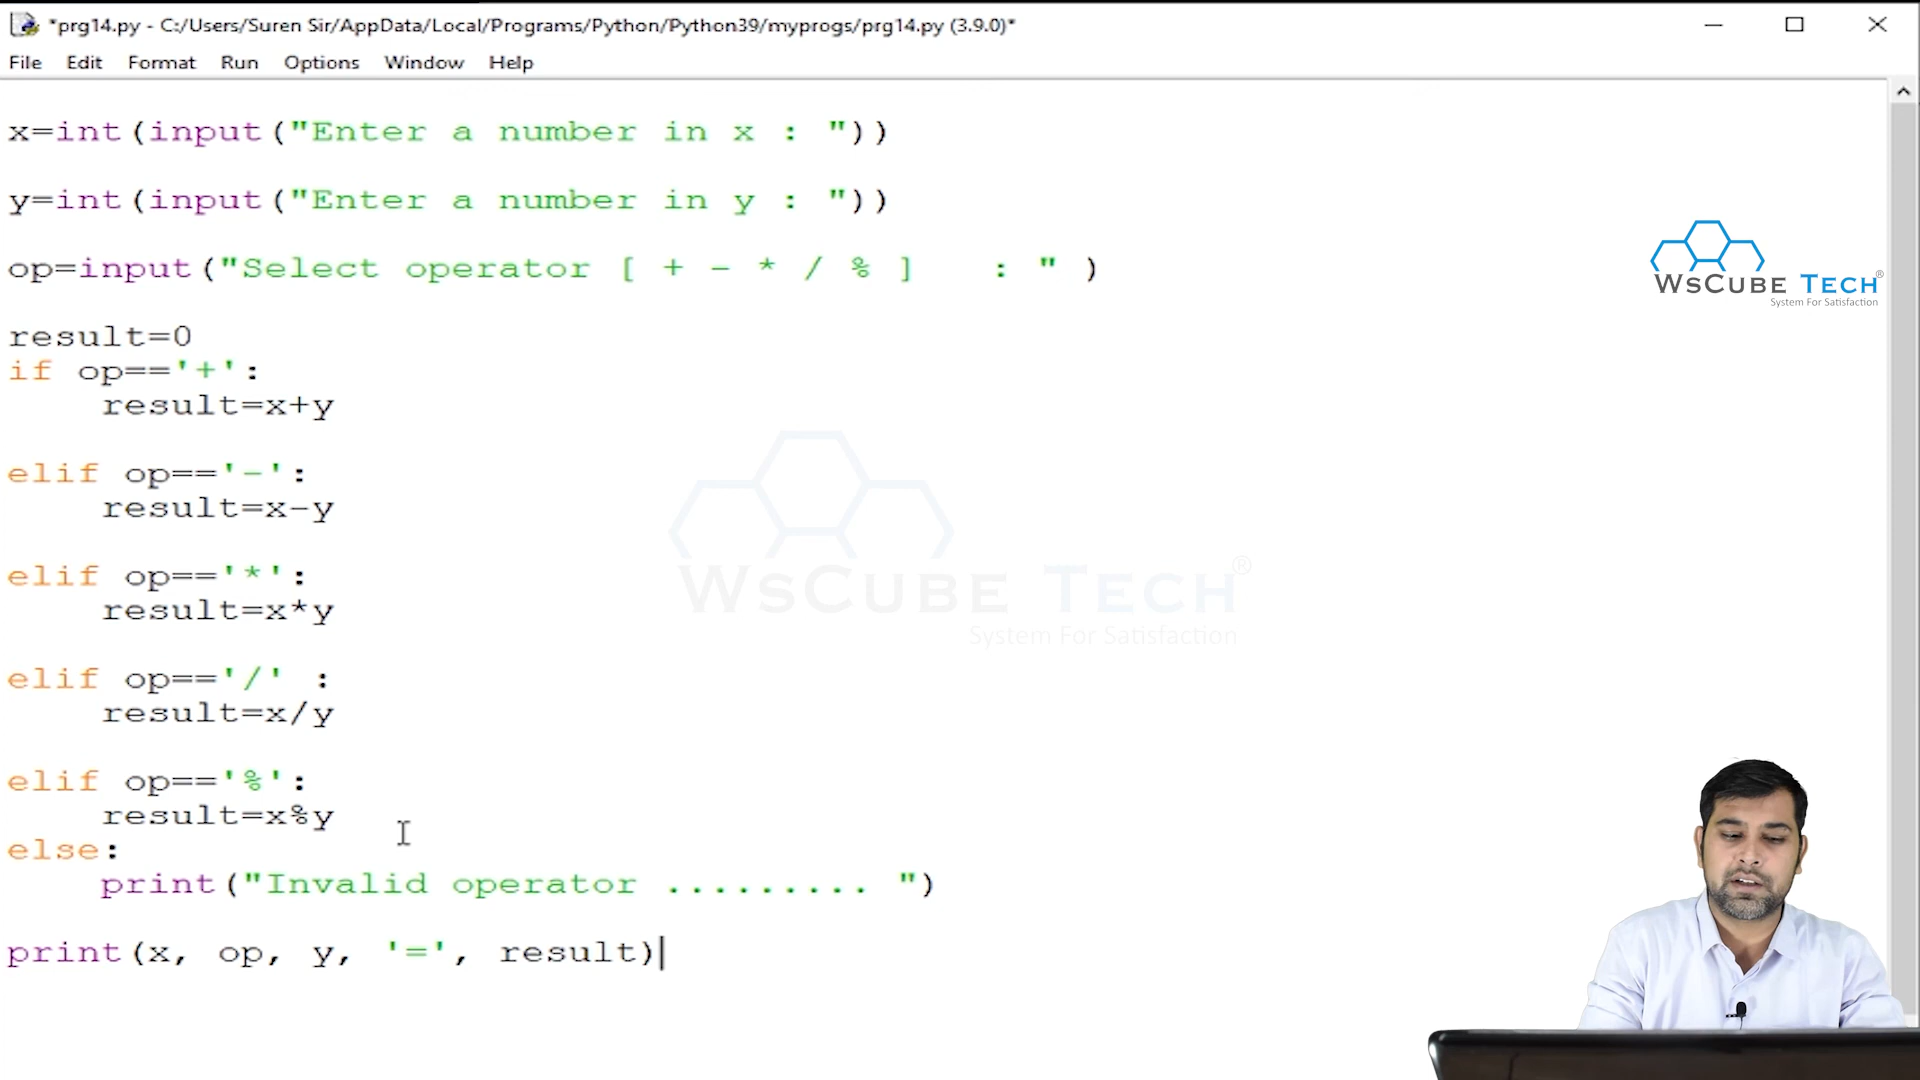 *prg14.py - C:/Users/Suren Sir/AppData/Local/Programs/Python/Python39/myprogs/prg14.py (3.9.0)*
File Edit Format Run Options Window Help
x=int(input("Enter a number in x : "))
y=int(input("Enter a number in y : "))
op=input("Select operator [ + - * / % ]   : " )
result=0
if op=='+':
    result=x+y
elif op=='-':
    result=x-y
elif op=='*':
    result=x*y
elif op=='/' :
    result=x/y
elif op=='%':
    result=x%y
else:
    print("Invalid operator ......... ")
print(x, op, y, '=', result)
WsCube Tech®
System For Satisfaction
WsCube Tech®
System For Satisfaction